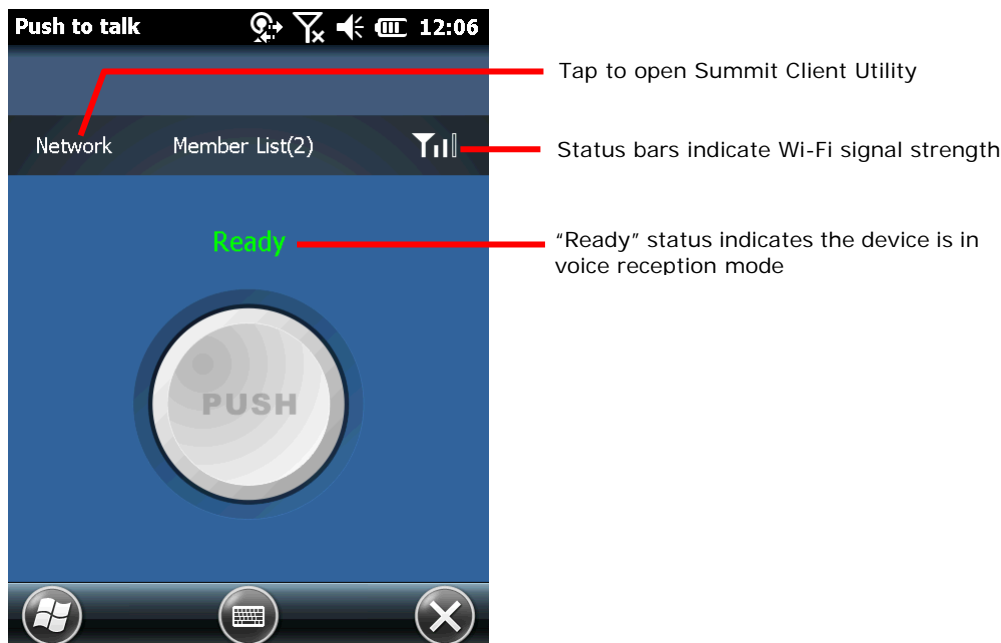 Push to talk 12:06
Tap to open Summit Client Utility
Network Member List(2)
Status bars indicate Wi-Fi signal strength
Ready
“Ready” status indicates the device is in
voice reception mode
PUSH